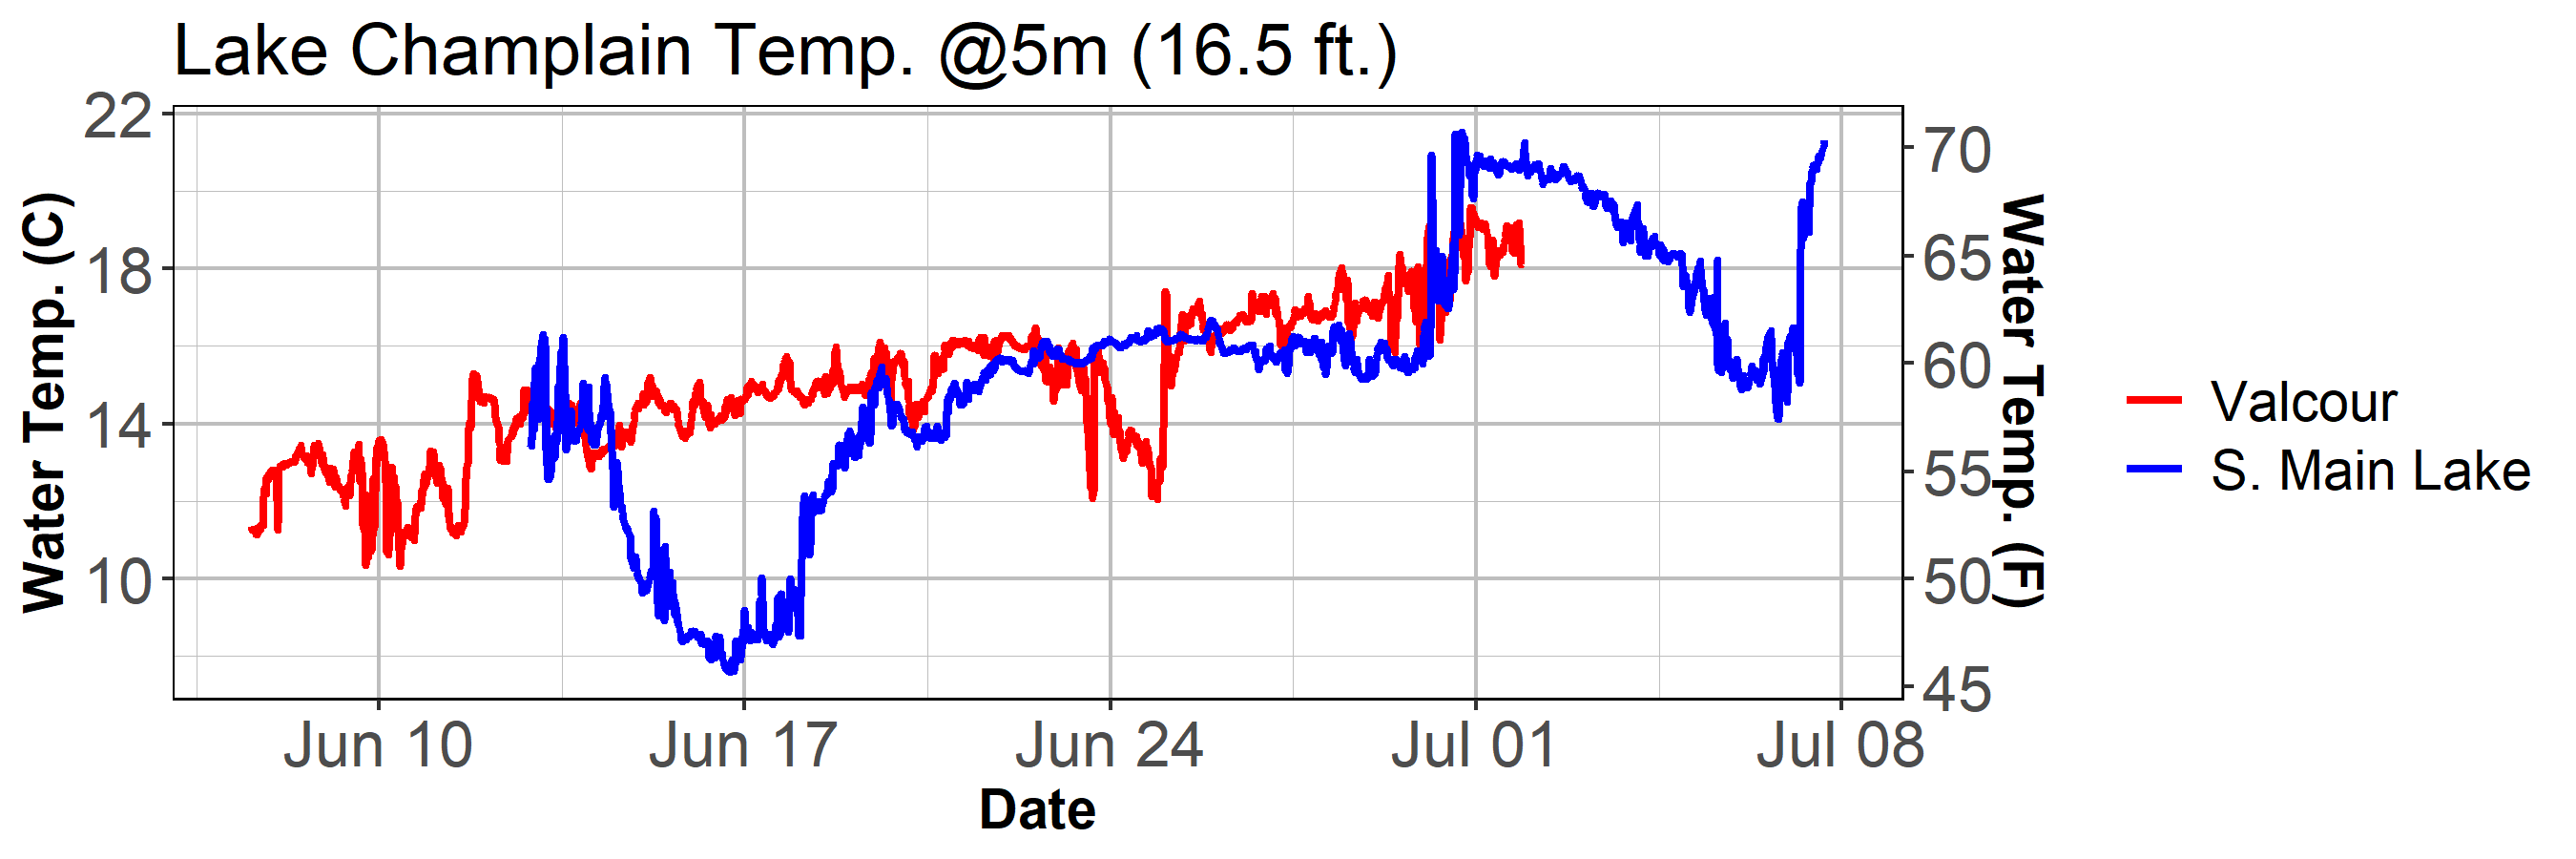 Lake Champlain Temp. @5m (16.5 ft.)
Water Temp. (C)
22
18
14
10
70
65
60
55
50
45
Water Temp. (F)
Jun 10 Jun 17 Jun 24 Jul 01 Jul 08
Date
Valcour
S. Main Lake